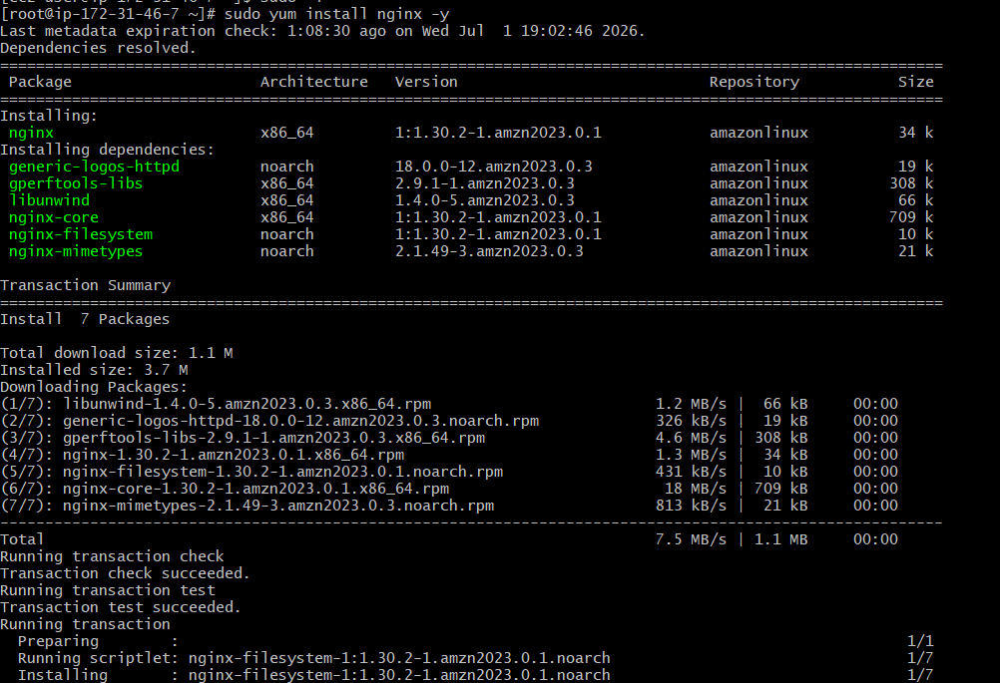 [root@ip-172-31-46-7 ~]# sudo yum install nginx -y
Last metadata expiration check: 1:08:30 ago on Wed Jul  1 19:02:46 2026.
Dependencies resolved.
=========================================================================================================
 Package                     Architecture   Version                            Repository           Size
=========================================================================================================
Installing:
 nginx                       x86_64         1:1.30.2-1.amzn2023.0.1            amazonlinux          34 k
Installing dependencies:
 generic-logos-httpd         noarch         18.0.0-12.amzn2023.0.3             amazonlinux          19 k
 gperftools-libs             x86_64         2.9.1-1.amzn2023.0.3               amazonlinux         308 k
 libunwind                   x86_64         1.4.0-5.amzn2023.0.3               amazonlinux          66 k
 nginx-core                  x86_64         1:1.30.2-1.amzn2023.0.1            amazonlinux         709 k
 nginx-filesystem            noarch         1:1.30.2-1.amzn2023.0.1            amazonlinux          10 k
 nginx-mimetypes             noarch         2.1.49-3.amzn2023.0.3              amazonlinux          21 k
Transaction Summary
=========================================================================================================
Install  7 Packages
Total download size: 1.1 M
Installed size: 3.7 M
Downloading Packages:
(1/7): libunwind-1.4.0-5.amzn2023.0.3.x86_64.rpm                         1.2 MB/s |  66 kB     00:00
(2/7): generic-logos-httpd-18.0.0-12.amzn2023.0.3.noarch.rpm             326 kB/s |  19 kB     00:00
(3/7): gperftools-libs-2.9.1-1.amzn2023.0.3.x86_64.rpm                   4.6 MB/s | 308 kB     00:00
(4/7): nginx-1.30.2-1.amzn2023.0.1.x86_64.rpm                            1.3 MB/s |  34 kB     00:00
(5/7): nginx-filesystem-1.30.2-1.amzn2023.0.1.noarch.rpm                 431 kB/s |  10 kB     00:00
(6/7): nginx-core-1.30.2-1.amzn2023.0.1.x86_64.rpm                        18 MB/s | 709 kB     00:00
(7/7): nginx-mimetypes-2.1.49-3.amzn2023.0.3.noarch.rpm                  813 kB/s |  21 kB     00:00
---------------------------------------------------------------------------------------------------------
Total                                                                    7.5 MB/s | 1.1 MB     00:00
Running transaction check
Transaction check succeeded.
Running transaction test
Transaction test succeeded.
Running transaction
  Preparing        :                                                                                 1/1
  Running scriptlet: nginx-filesystem-1:1.30.2-1.amzn2023.0.1.noarch                                 1/7
  Installing       : nginx-filesystem-1:1.30.2-1.amzn2023.0.1.noarch                                 1/7